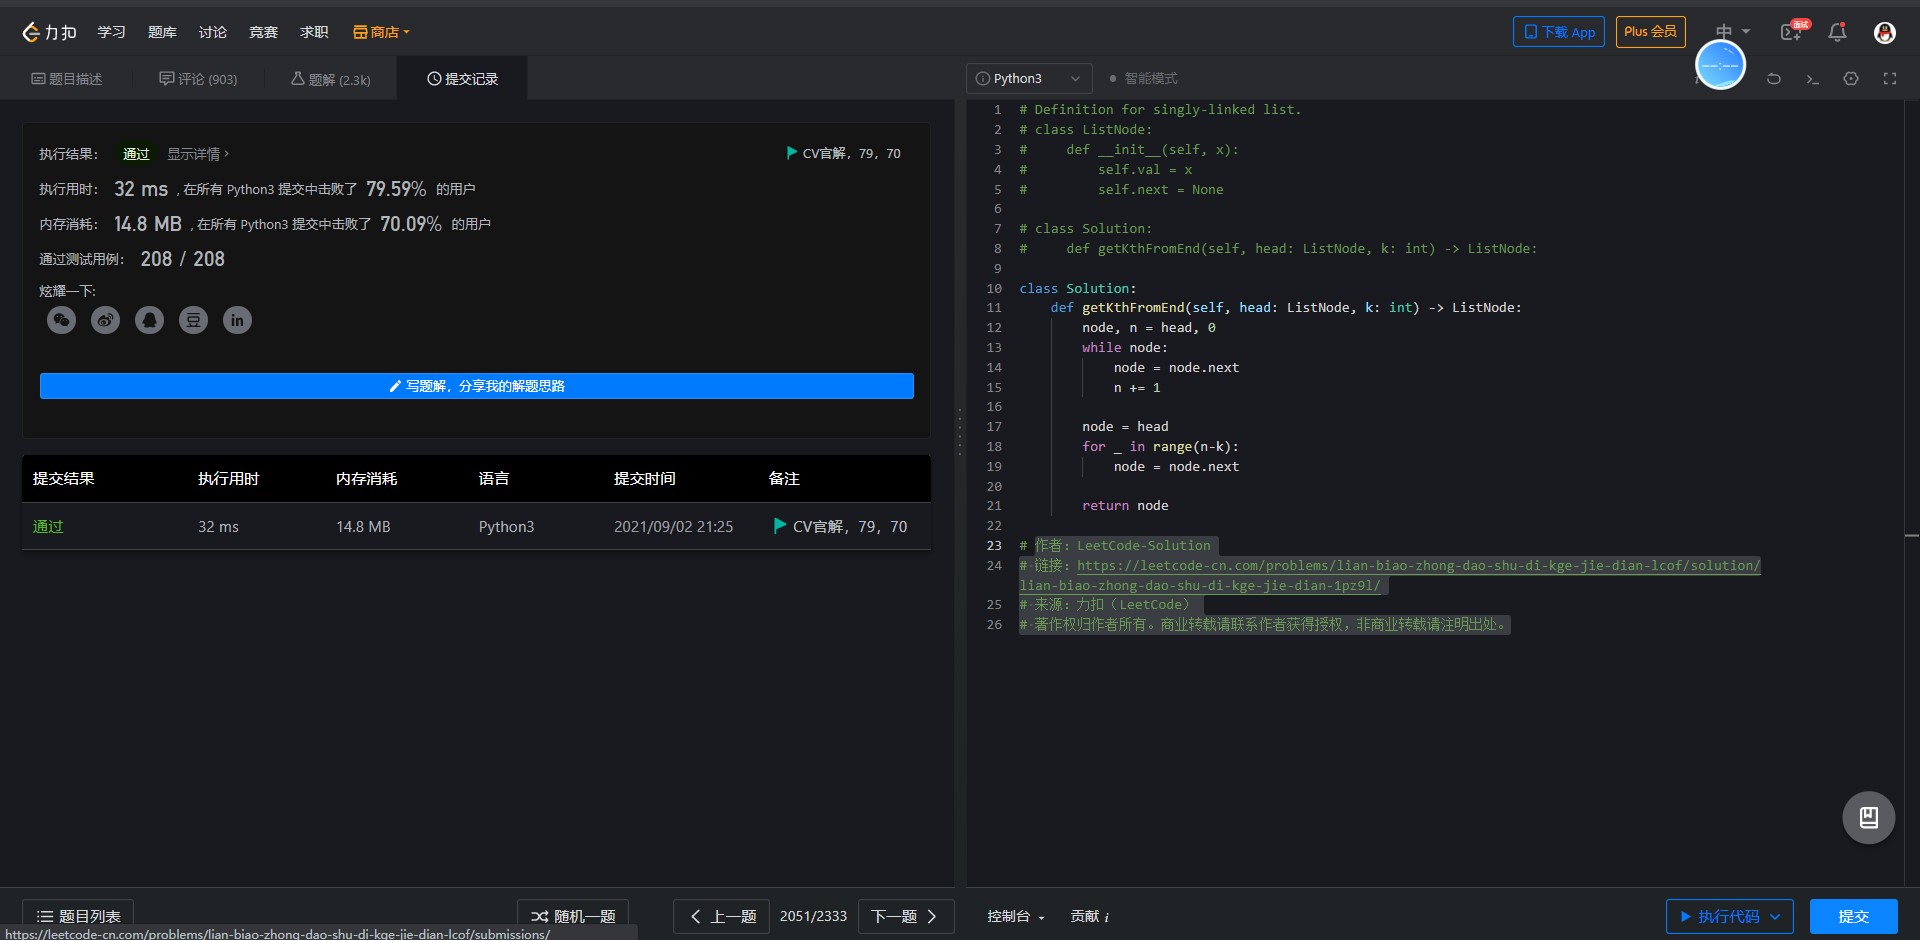 力扣 学习 题库 讨论 竞赛 求职 商店 下载 App Plus 会员 中 面试
题目描述 评论 (903) 题解 (2.3k) 提交记录
Python3 智能模式
执行结果： 通过 显示详情 > CV官解，79，70
执行用时： 32 ms , 在所有 Python3 提交中击败了 79.59% 的用户
内存消耗： 14.8 MB , 在所有 Python3 提交中击败了 70.09% 的用户
通过测试用例： 208 / 208
炫耀一下:
写题解，分享我的解题思路
提交结果 执行用时 内存消耗 语言 提交时间 备注
通过 32 ms 14.8 MB Python3 2021/09/02 21:25 CV官解，79，70
1 # Definition for singly-linked list.
2 # class ListNode:
3 #     def __init__(self, x):
4 #         self.val = x
5 #         self.next = None
6
7 # class Solution:
8 #     def getKthFromEnd(self, head: ListNode, k: int) -> ListNode:
9
10 class Solution:
11     def getKthFromEnd(self, head: ListNode, k: int) -> ListNode:
12         node, n = head, 0
13         while node:
14             node = node.next
15             n += 1
16
17         node = head
18         for _ in range(n-k):
19             node = node.next
20
21         return node
22
23 # 作者：LeetCode-Solution
24 # 链接：https://leetcode-cn.com/problems/lian-biao-zhong-dao-shu-di-kge-jie-dian-lcof/solution/
lian-biao-zhong-dao-shu-di-kge-jie-dian-1pz9l/
25 # 来源：力扣（LeetCode）
26 # 著作权归作者所有。商业转载请联系作者获得授权，非商业转载请注明出处。
题目列表 随机一题 上一题 2051/2333 下一题 控制台 贡献 i 执行代码 提交
https://leetcode-cn.com/problems/lian-biao-zhong-dao-shu-di-kge-jie-dian-lcof/submissions/